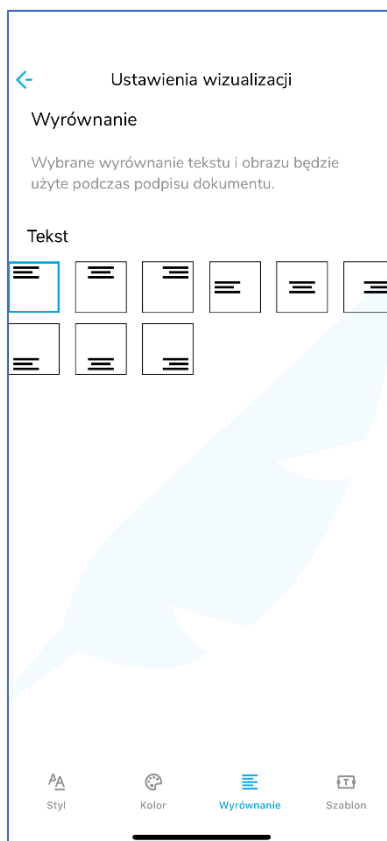 Ustawienia wizualizacji
Wyrównanie
Wybrane wyrównanie tekstu i obrazu będzie
użyte podczas podpisu dokumentu.
Tekst
Styl
Kolor
Wyrównanie
Szablon